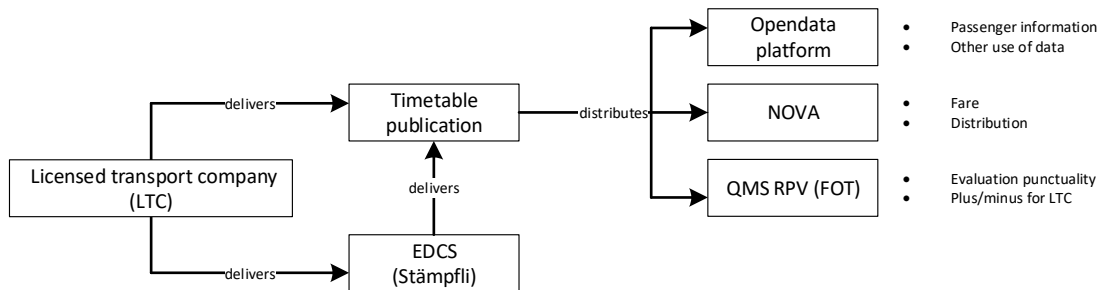 Opendata
platform
• Passenger information
• Other use of data
delivers
Timetable
publication
distributes
NOVA
• Fare
• Distribution
Licensed transport company
(LTC)
delivers
QMS RPV (FOT)
• Evaluation punctuality
• Plus/minus for LTC
delivers
EDCS
(Stämpfli)